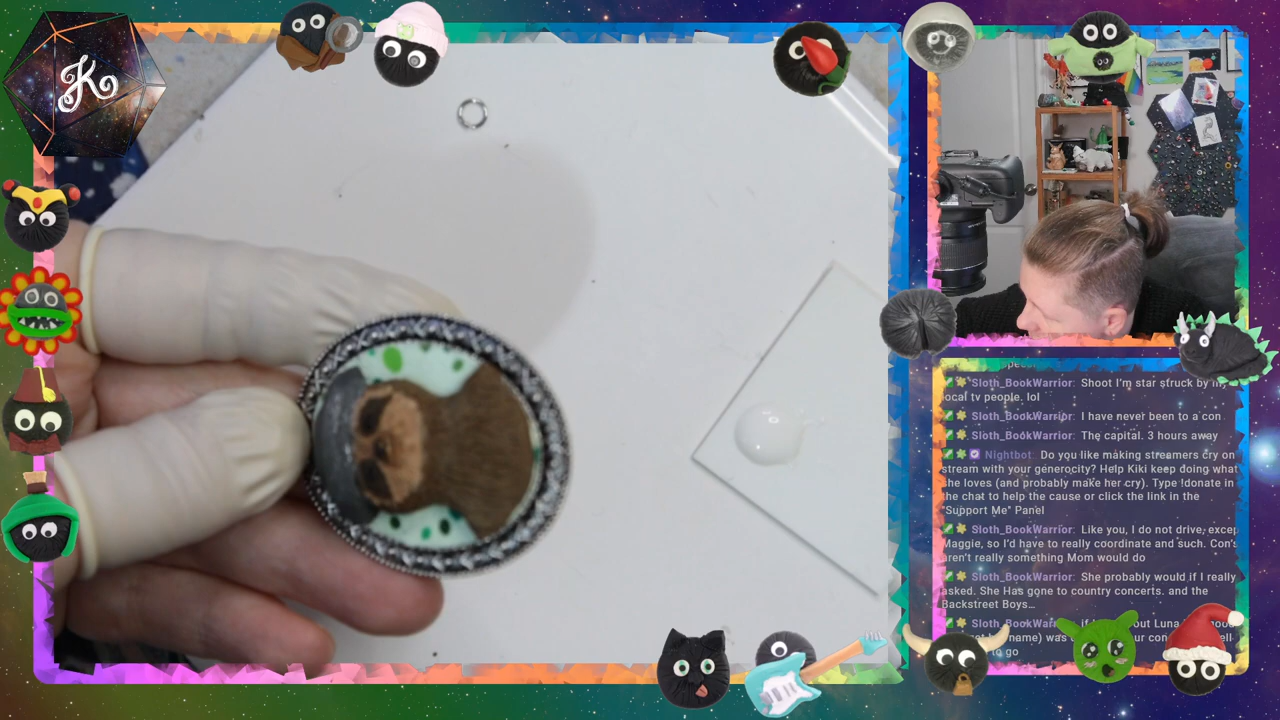 K
Sloth_BookWarrior: Shoot I'm star struck by my
local tv people. lol
Sloth_BookWarrior: I have never been to a con
Sloth_BookWarrior: The capital. 3 hours away
Nightbot: Do you like making streamers cry on
stream with your generocity? Help Kiki keep doing what
she loves (and probably make her cry). Type !donate in
the chat to help the cause or click the link in the
"Support Me" Panel
Sloth_BookWarrior: Like you, I do not drive, except
Maggie, so I'd have to really coordinate and such. Con's
aren't really something Mom would do
Sloth_BookWarrior: She probably would if I really
asked. She Has gone to country concerts. and the
Backstreet Boys…
name) was
go